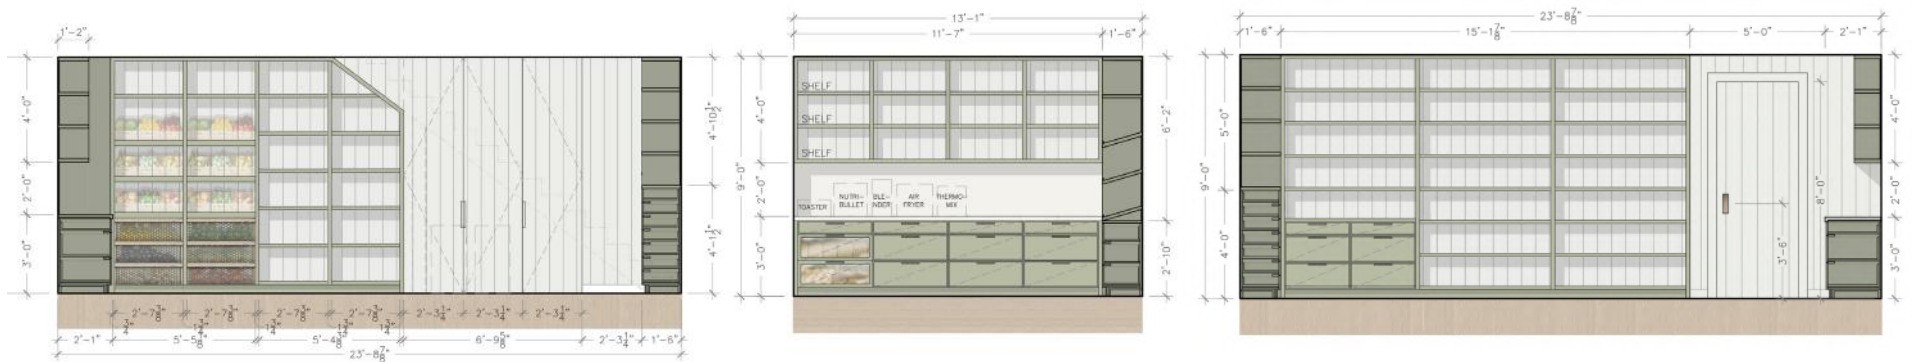 1'-2"
4'-0"
2'-0"
3'-0"
4'-10 1/2"
4'-1 1/2"
2'-7 3/8" 2'-7 3/8" 2'-7 3/8" 2'-7 3/8" 2'-3 1/4" 2'-3 1/4" 2'-3 1/4"
2'-1" 5'-5 5/8" 6'-9 5/8" 2'-3 1/4" 1'-6"
23'-8 7/8"
13'-1"
11'-7" 1'-6"
9'-0"
4'-0"
2'-0"
3'-0"
SHELF
SHELF
SHELF
TOASTER
NUTRI-
BULLET
BLE-
NDER
AIR
FRYER
THERMO-
MIX
6'-2"
2'-10"
23'-8 7/8"
1'-6" 15'-1 7/8" 5'-0" 2'-1"
9'-0"
5'-0"
4'-0"
8'-0"
3'-6"
4'-0"
2'-0"
3'-0"